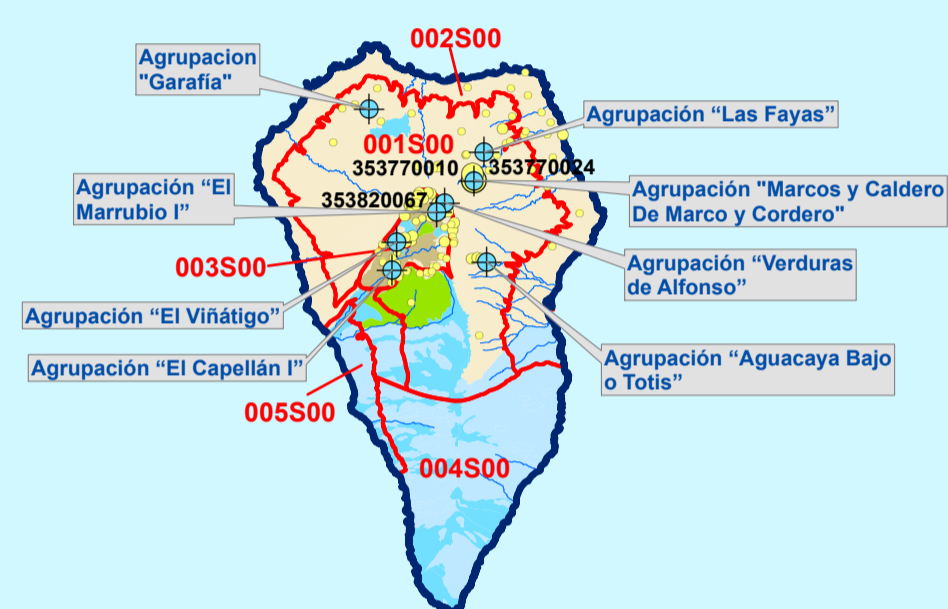 002S00
Agrupacion
"Garafía"
Agrupación “Las Fayas”
001S00
353770010
353770024
Agrupación “El
Marrubio I”
Agrupación "Marcos y Caldero
De Marco y Cordero"
353820067
003S00
Agrupación “Verduras
de Alfonso”
Agrupación “El Viñátigo”
Agrupación “El Capellán I”
Agrupación “Aguacaya Bajo
o Totis”
005S00
004S00